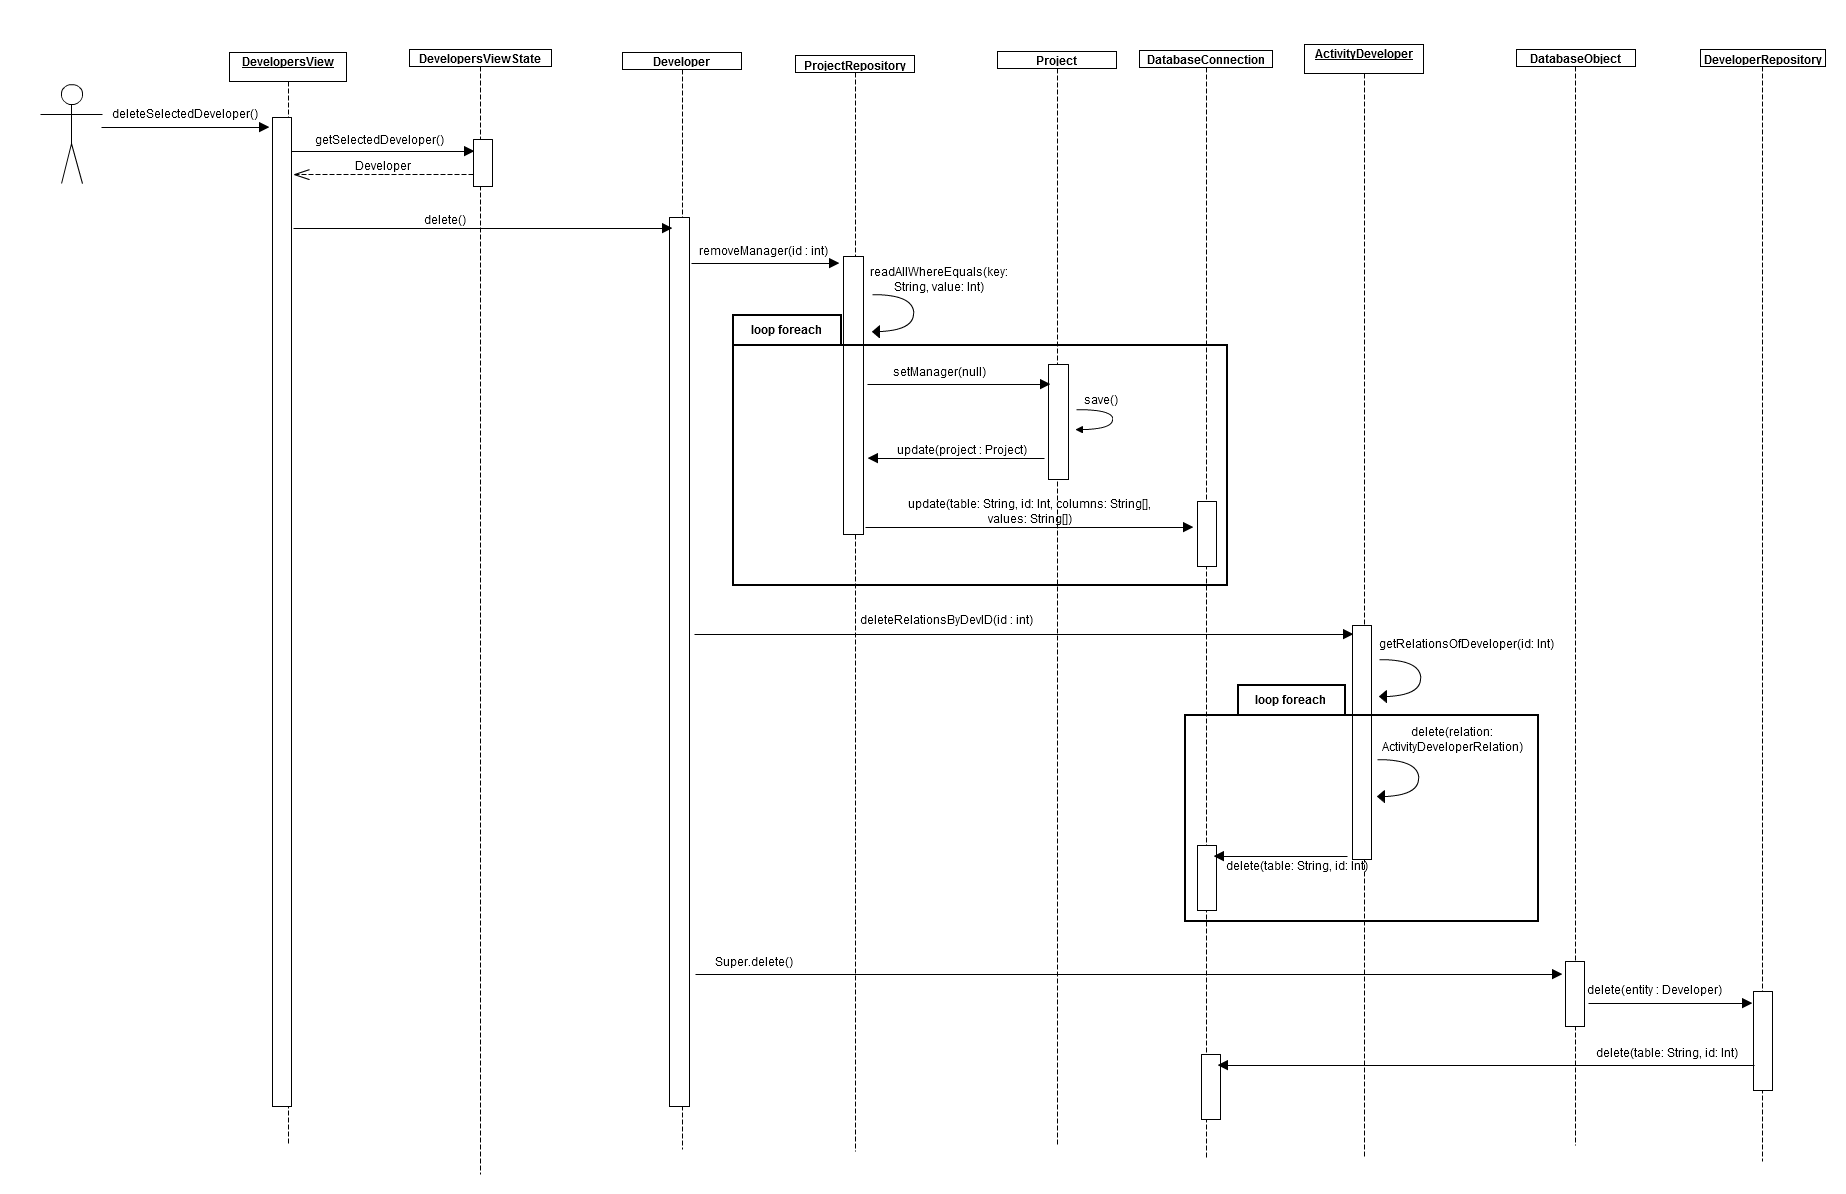 DevelopersView
DevelopersViewState
Developer
ProjectRepository
Project
DatabaseConnection
ActivityDeveloper
DatabaseObject
DeveloperRepository
deleteSelectedDeveloper()
getSelectedDeveloper()
Developer
delete()
removeManager(id : int)
readAllWhereEquals(key:
String, value: Int)
loop foreach
setManager(null)
save()
update(project : Project)
update(table: String, id: Int, columns: String[],
values: String[])
deleteRelationsByDevID(id : int)
getRelationsOfDeveloper(id: Int)
loop foreach
delete(relation:
ActivityDeveloperRelation)
delete(table: String, id: Int)
Super.delete()
delete(entity : Developer)
delete(table: String, id: Int)